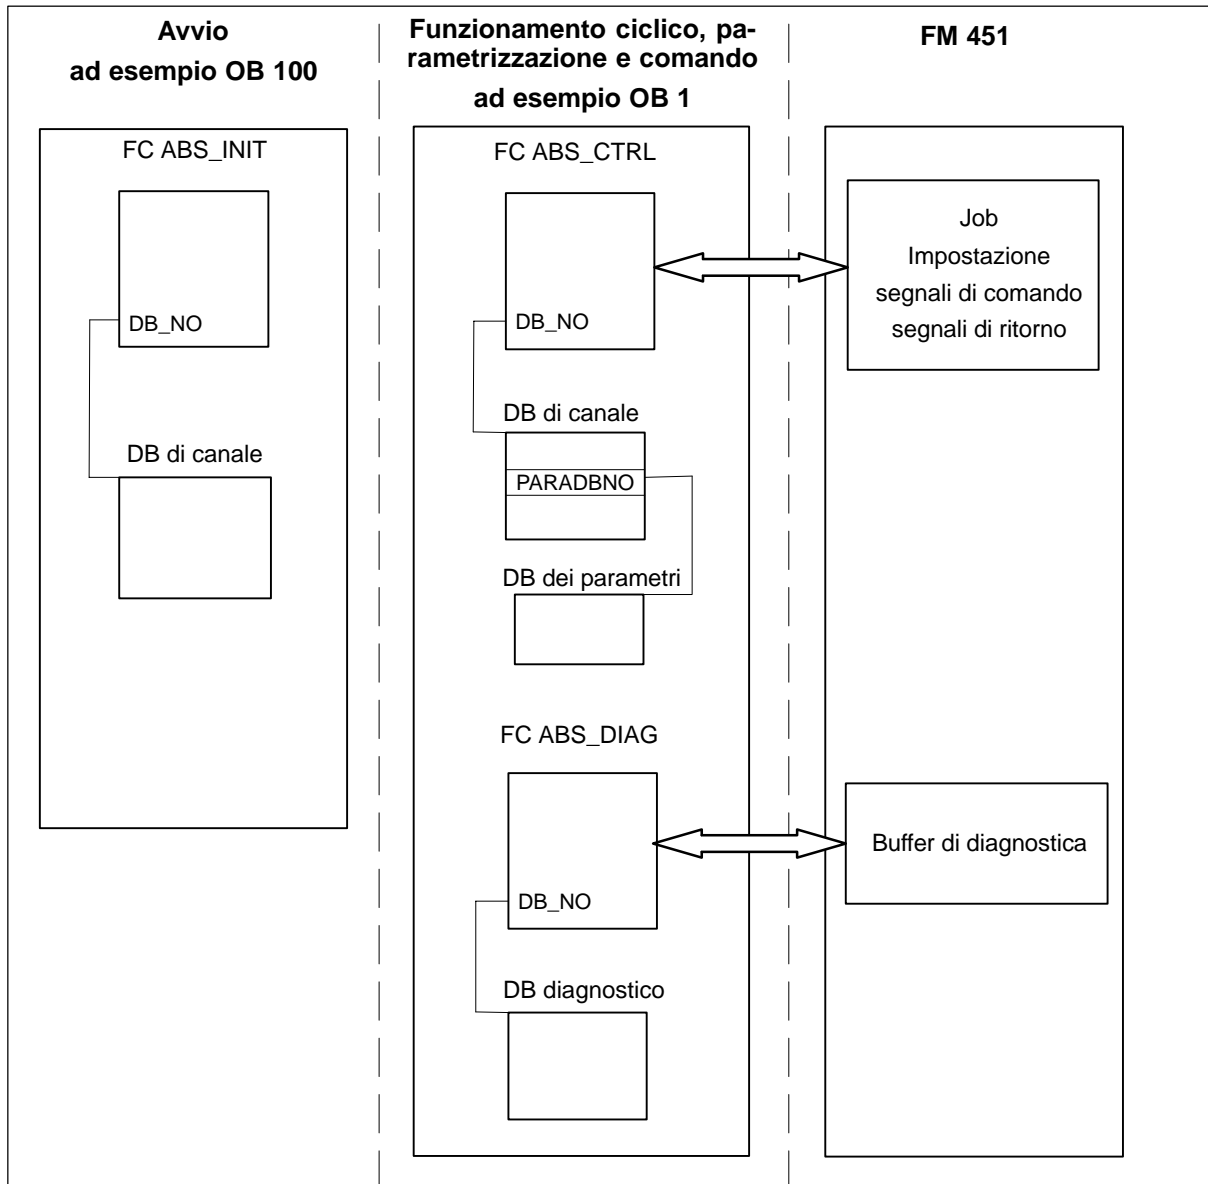 Avvio
ad esempio OB 100
FC ABS_INIT
DB_NO
DB di canale
Funzionamento ciclico, pa-
rametrizzazione e comando
ad esempio OB 1
FC ABS_CTRL
DB_NO
DB di canale
PARADBNO
DB dei parametri
FC ABS_DIAG
DB_NO
DB diagnostico
FM 451
Job
Impostazione
segnali di comando
segnali di ritorno
Buffer di diagnostica